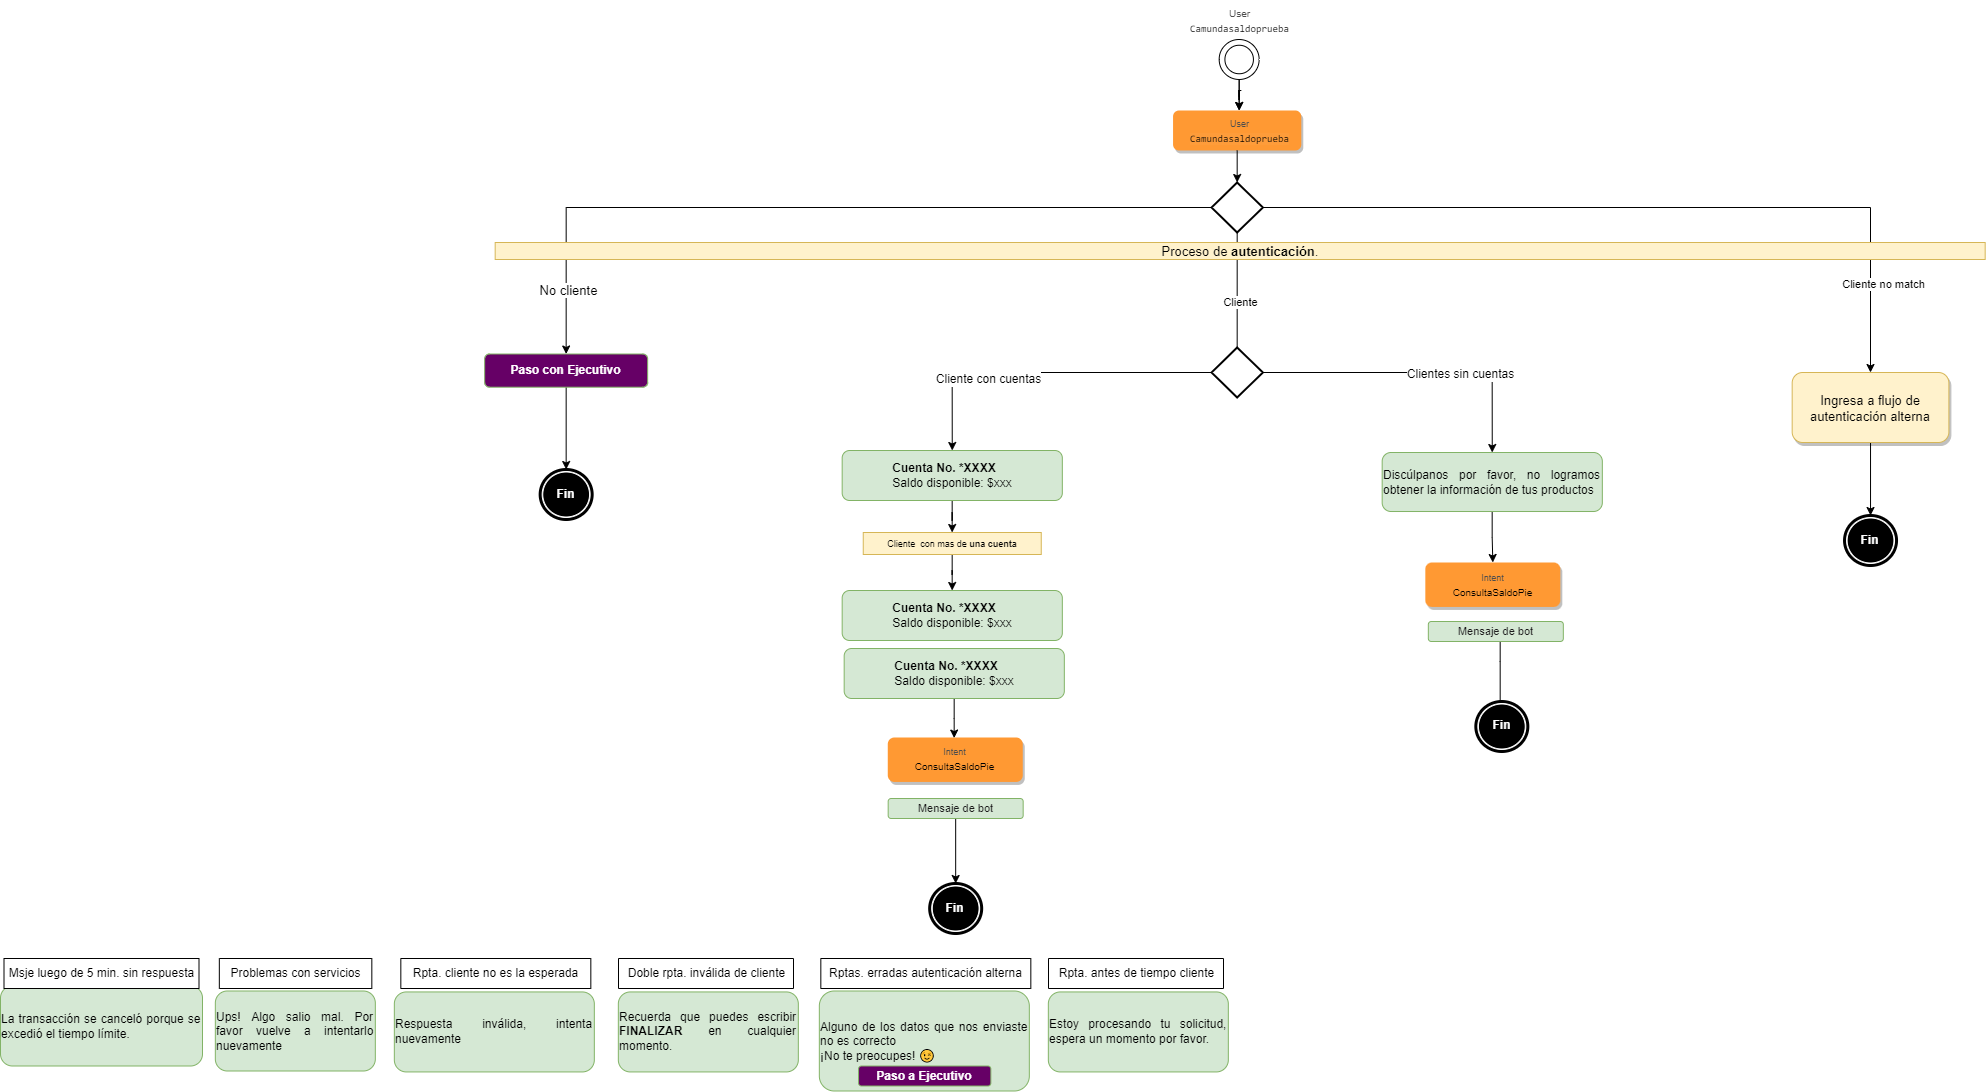 User
Camundasaldoprueba
User
Camundasaldoprueba
Proceso de autenticación.
No cliente
Cliente
Cliente no match
Paso con Ejecutivo
Cliente con cuentas
Clientes sin cuentas
Ingresa a flujo de
autenticación alterna
Fin
Cuenta No. *XXXX
Saldo disponible: $xxx
Discúlpanos por favor, no logramos
obtener la información de tus productos
Fin
Cliente con mas de una cuenta
Cuenta No. *XXXX
Saldo disponible: $xxx
Intent
ConsultaSaldoPie
Mensaje de bot
Cuenta No. *XXXX
Saldo disponible: $xxx
Fin
Intent
ConsultaSaldoPie
Mensaje de bot
Fin
Msje luego de 5 min. sin respuesta
La transacción se canceló porque se
excedió el tiempo límite.
Problemas con servicios
Ups! Algo salio mal. Por
favor vuelve a intentarlo
nuevamente
Rpta. cliente no es la esperada
Respuesta inválida, intenta
nuevamente
Doble rpta. inválida de cliente
Recuerda que puedes escribir
FINALIZAR en cualquier
momento.
Rptas. erradas autenticación alterna
Alguno de los datos que nos enviaste
no es correcto
¡No te preocupes! 😉
Paso a Ejecutivo
Rpta. antes de tiempo cliente
Estoy procesando tu solicitud,
espera un momento por favor.